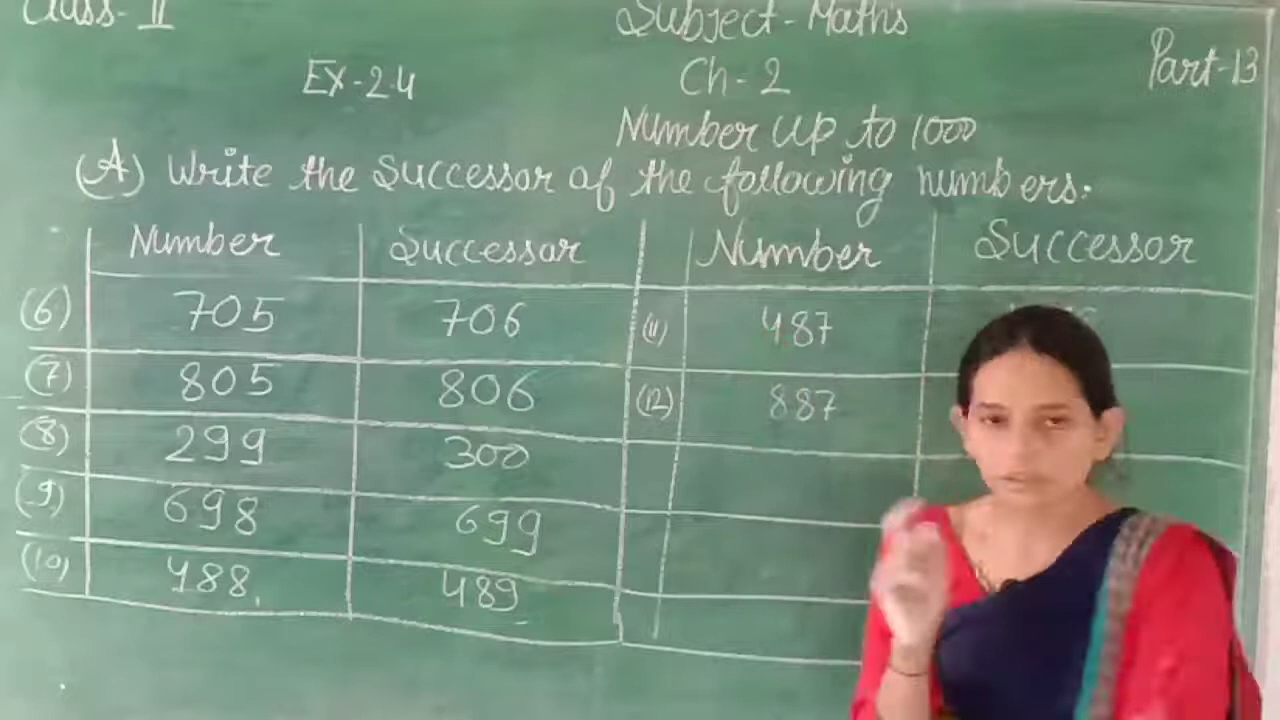 Class- II
Subject-Maths
Part-13
Ex-2.4
Ch-2
Number up to 1000
(A) Write the Successor of the following numbers.
Number Successor Number Successor
(6) 705 706 (11) 487
(7) 805 806 (12) 887
(8) 299 300
(9) 698 699
(10) 488 489